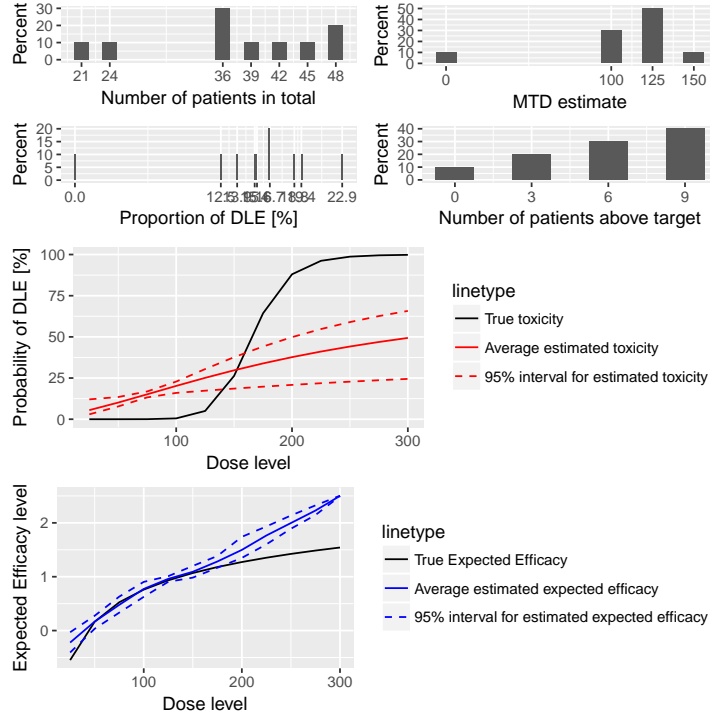 Percent
30
20
10
0
21 24 36 39 42 45 48
Number of patients in total
Percent
50
40
30
20
10
0
0 100 125 150
MTD estimate
Percent
20
15
10
5
0
0.0 22.9
Proportion of DLE [%]
Percent
40
30
20
10
0
0 3 6 9
Number of patients above target
Probability of DLE [%]
100
75
50
25
0
100 200 300
Dose level
linetype
True toxicity
Average estimated toxicity
95% interval for estimated toxicity
Expected Efficacy level
2
1
0
100 200 300
Dose level
linetype
True Expected Efficacy
Average estimated expected efficacy
95% interval for estimated expected efficacy